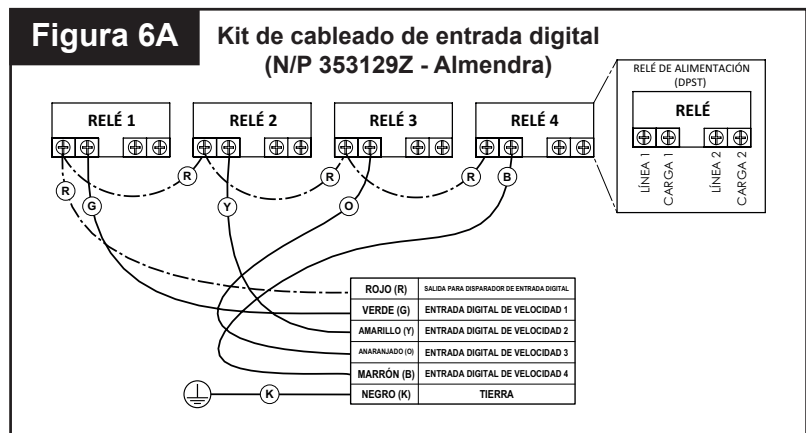 Figura 6A
Kit de cableado de entrada digital
(N/P 353129Z - Almendra)
RELÉ DE ALIMENTACIÓN
(DPST)
RELÉ
LÍNEA 1
CARGA 1
LÍNEA 2
CARGA 2
RELÉ 1
RELÉ 2
RELÉ 3
RELÉ 4
R
G
R
Y
R
O
R
B
ROJO (R) SALIDA PARA DISPARADOR DE ENTRADA DIGITAL
VERDE (G) ENTRADA DIGITAL DE VELOCIDAD 1
AMARILLO (Y) ENTRADA DIGITAL DE VELOCIDAD 2
ANARANJADO (O) ENTRADA DIGITAL DE VELOCIDAD 3
MARRÓN (B) ENTRADA DIGITAL DE VELOCIDAD 4
K
NEGRO (K) TIERRA